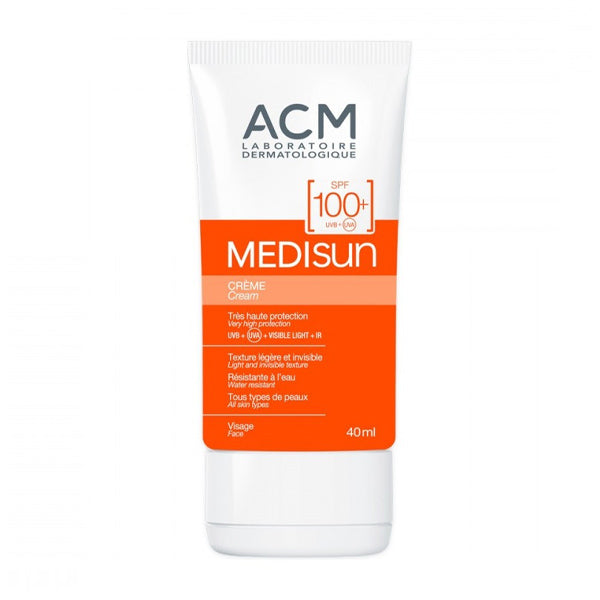 ACM
LABORATOIRE
DERMATOLOGIQUE
SPF
100+
UVB + UVA
MEDISUN
CRÈME
Cream
Très haute protection
Very high protection
UVB + UVA + VISIBLE LIGHT + IR
Texture légère et invisible
Light and invisible texture
Résistante à l'eau
Water resistant
Tous types de peaux
All skin types
Visage
Face
40ml